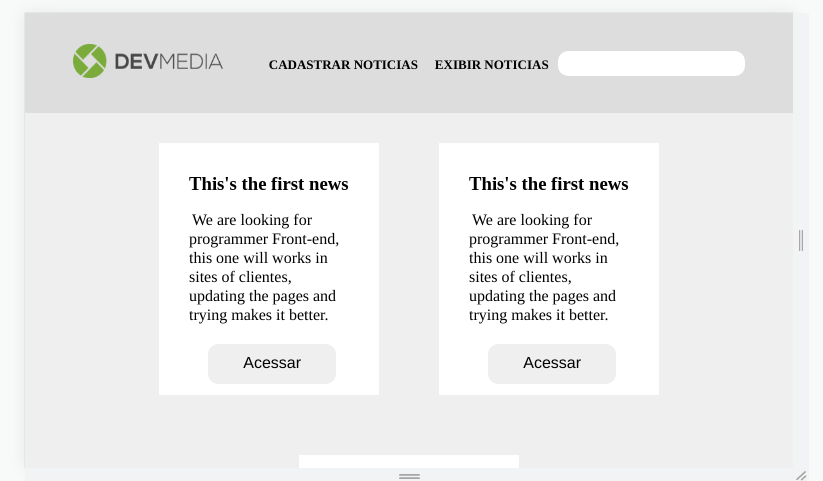 DEVMEDIA CADASTRAR NOTICIAS EXIBIR NOTICIAS
This's the first news
We are looking for
programmer Front-end,
this one will works in
sites of clientes,
updating the pages and
trying makes it better.
Acessar
This's the first news
We are looking for
programmer Front-end,
this one will works in
sites of clientes,
updating the pages and
trying makes it better.
Acessar